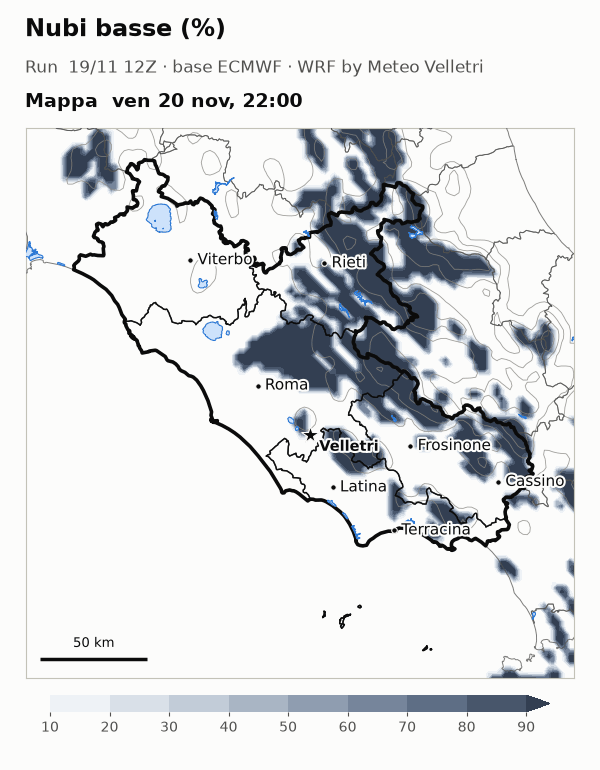 Nubi basse (%)
Run  19/11 12Z · base ECMWF · WRF by Meteo Velletri
Mappa  ven 20 nov, 22:00
Viterbo
Rieti
Roma
Velletri
Frosinone
Latina
Cassino
Terracina
50 km
10 20 30 40 50 60 70 80 90